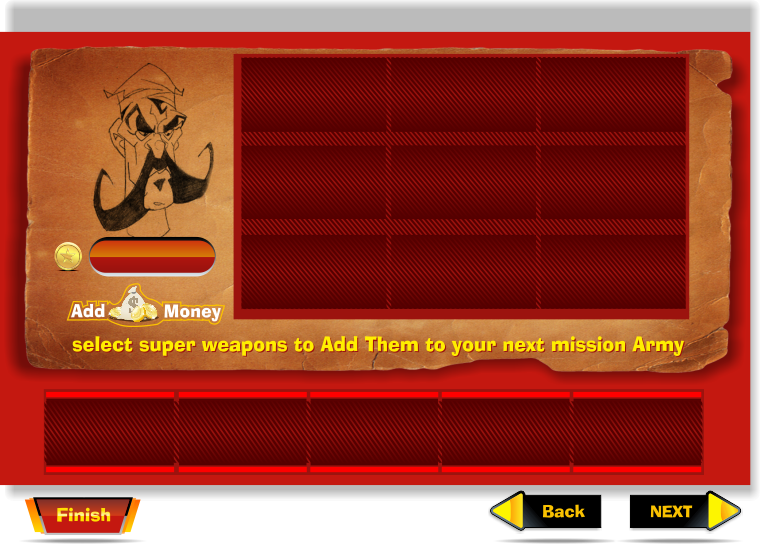 Add Money
select super weapons to Add Them to your next mission Army
Finish
Back
NEXT